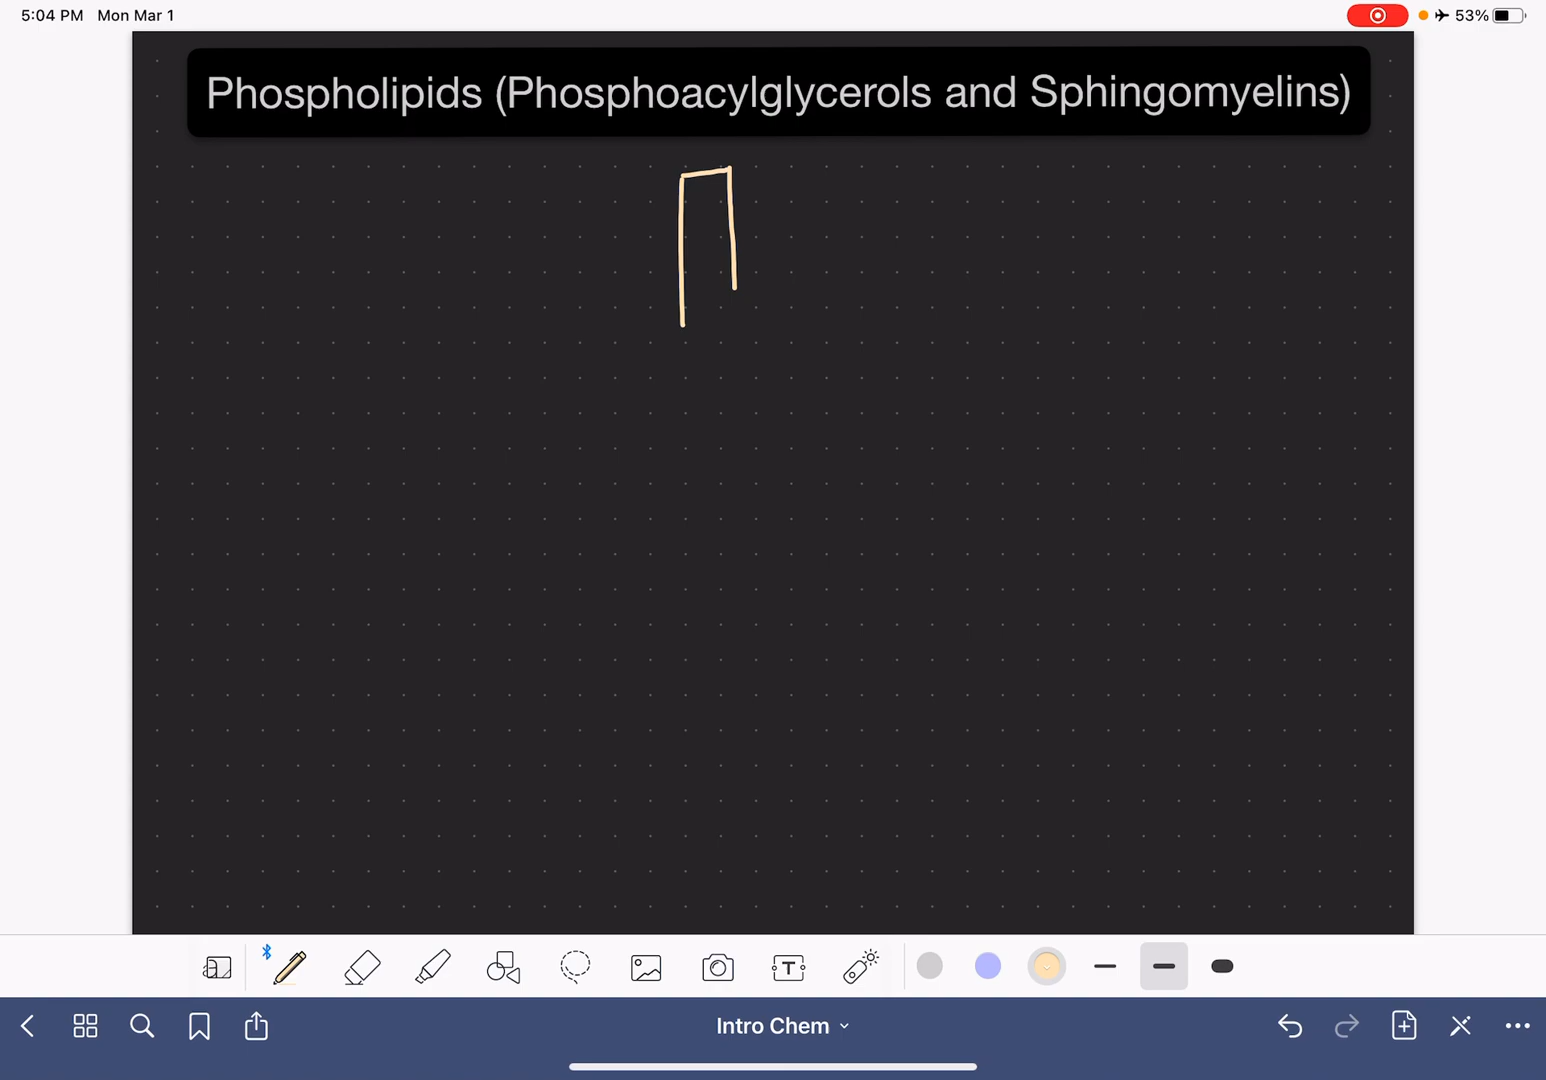 5:04 PM Mon Mar 1
53%
Phospholipids (Phosphoacylglycerols and Sphingomyelins)
a
T
Intro Chem